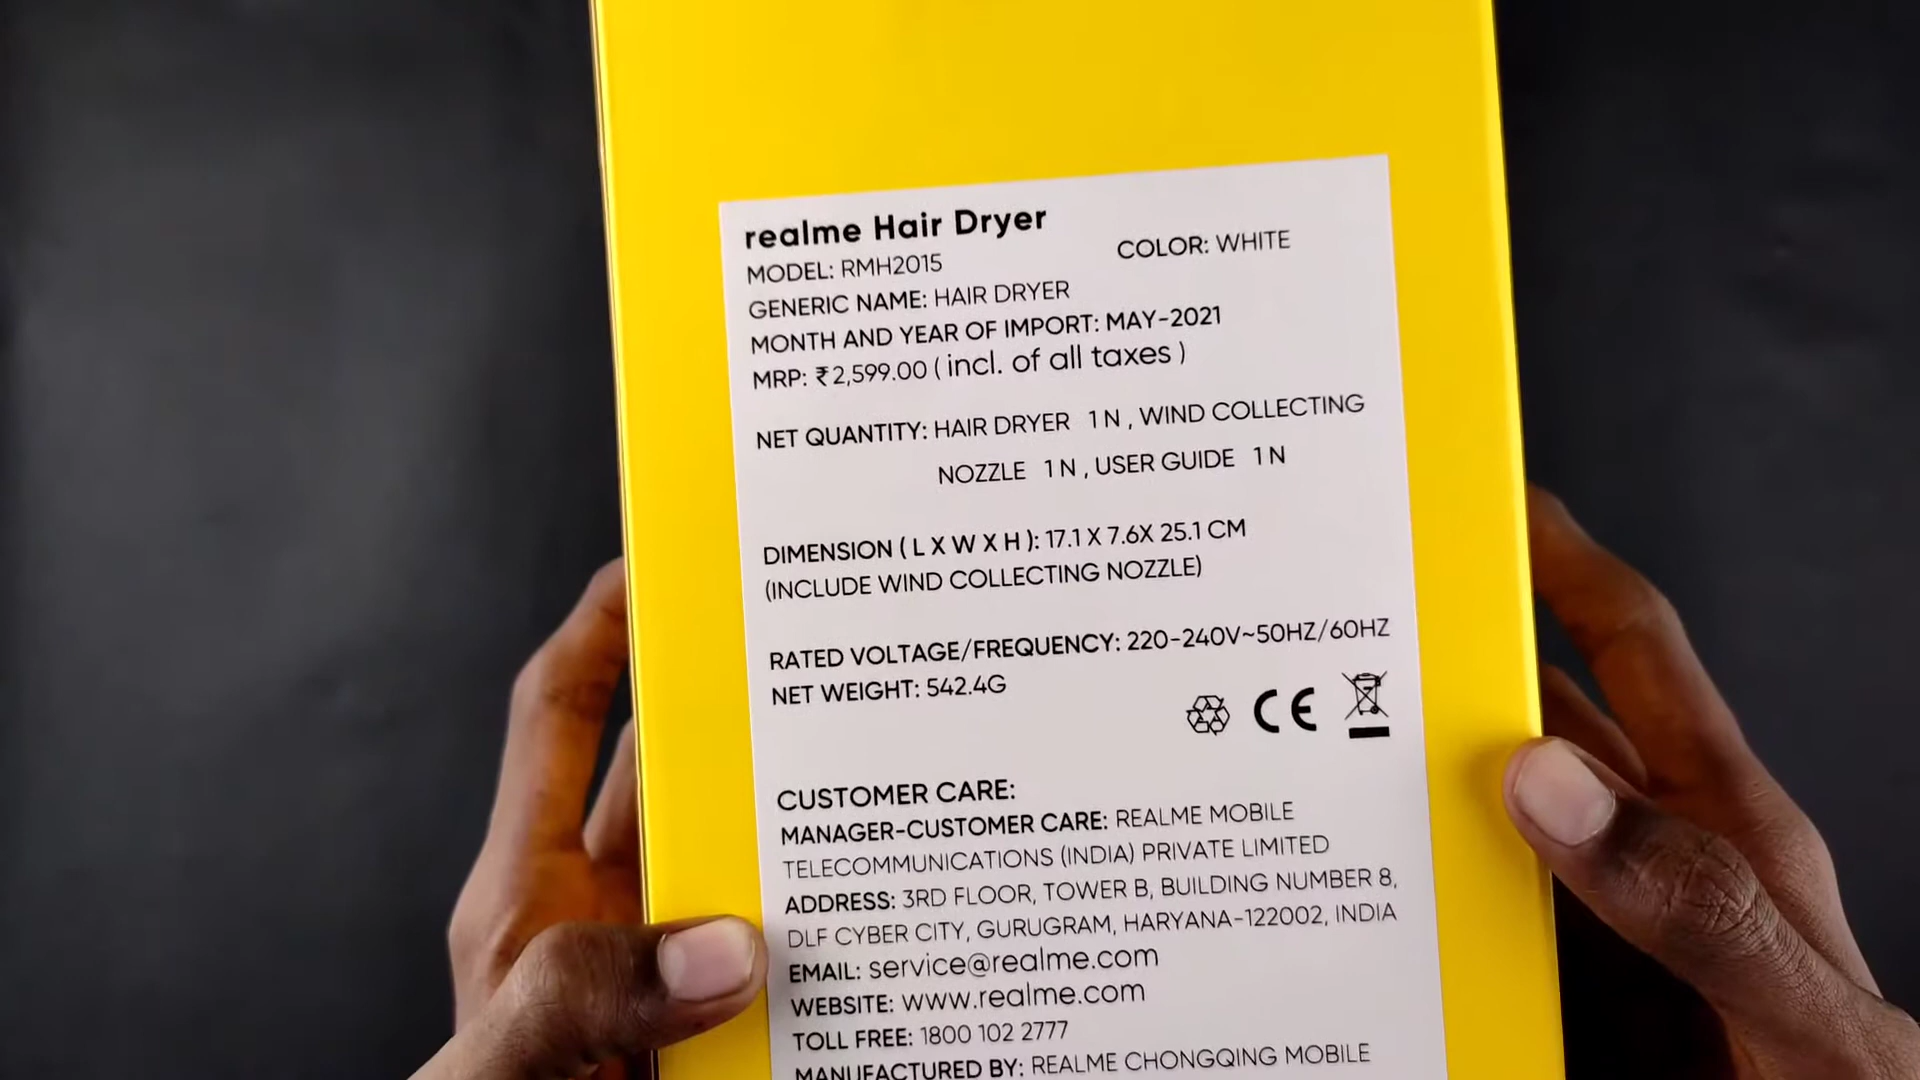 realme Hair Dryer
MODEL: RMH2015 COLOR: WHITE
GENERIC NAME: HAIR DRYER
MONTH AND YEAR OF IMPORT: MAY-2021
MRP: ₹2,599.00 ( incl. of all taxes )
NET QUANTITY: HAIR DRYER 1 N , WIND COLLECTING
NOZZLE 1 N , USER GUIDE 1 N
DIMENSION ( L X W X H ): 17.1 X 7.6X 25.1 CM
(INCLUDE WIND COLLECTING NOZZLE)
RATED VOLTAGE/FREQUENCY: 220-240V~50HZ/60HZ
NET WEIGHT: 542.4G
CE
CUSTOMER CARE:
MANAGER-CUSTOMER CARE: REALME MOBILE
TELECOMMUNICATIONS (INDIA) PRIVATE LIMITED
ADDRESS: 3RD FLOOR, TOWER B, BUILDING NUMBER 8,
DLF CYBER CITY, GURUGRAM, HARYANA-122002, INDIA
EMAIL: service@realme.com
WEBSITE: www.realme.com
TOLL FREE: 1800 102 2777
MANUFACTURED BY: REALME CHONGQING MOBILE